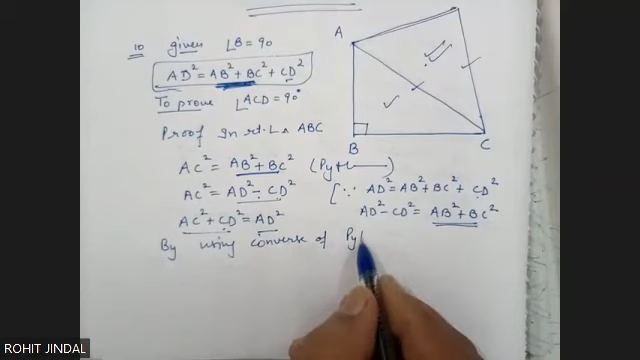 10 given ∠B=90
AD² = AB² + BC² + CD²
To prove ∠ACD=90°
Proof In rt.∠Δ ABC
AC² = AB² + BC² (Pyt
AC² = AD² - CD²
AC² + CD² = AD²
By using converse of Py
[∵ AD² = AB² + BC² + CD²
AD² - CD² = AB² + BC²
A
B
C
ROHIT JINDAL